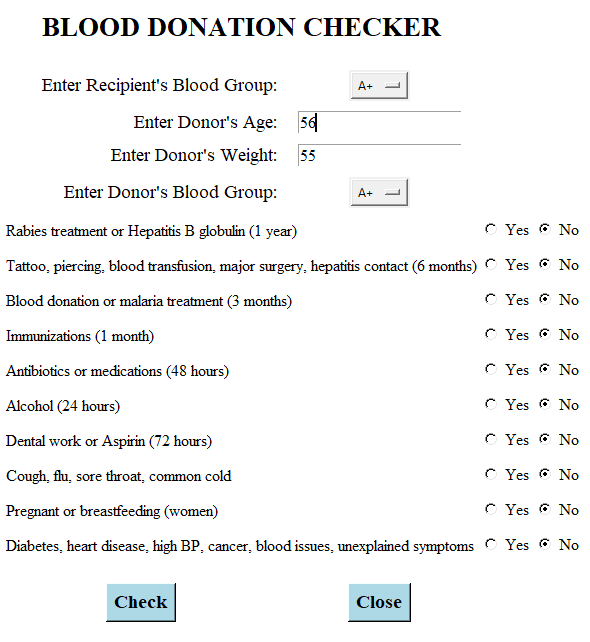 BLOOD DONATION CHECKER
Enter Recipient's Blood Group: A+
Enter Donor's Age: 56
Enter Donor's Weight: 55
Enter Donor's Blood Group: A+
Rabies treatment or Hepatitis B globulin (1 year) Yes No
Tattoo, piercing, blood transfusion, major surgery, hepatitis contact (6 months) Yes No
Blood donation or malaria treatment (3 months) Yes No
Immunizations (1 month) Yes No
Antibiotics or medications (48 hours) Yes No
Alcohol (24 hours) Yes No
Dental work or Aspirin (72 hours) Yes No
Cough, flu, sore throat, common cold Yes No
Pregnant or breastfeeding (women) Yes No
Diabetes, heart disease, high BP, cancer, blood issues, unexplained symptoms Yes No
Check Close